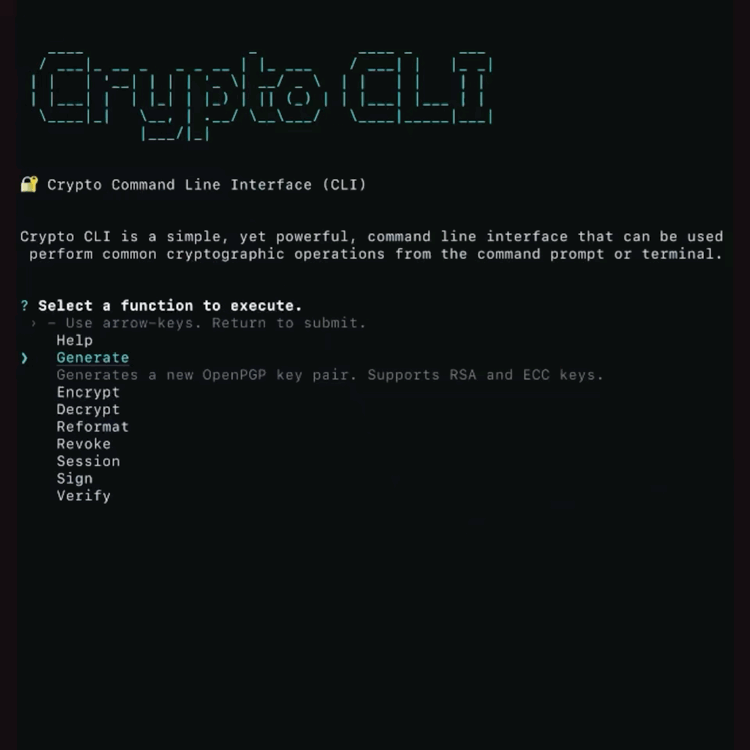 Crypto CLI
🔐 Crypto Command Line Interface (CLI)
Crypto CLI is a simple, yet powerful, command line interface that can be used
perform common cryptographic operations from the command prompt or terminal.
? Select a function to execute.
› - Use arrow-keys. Return to submit.
Help
❯ Generate
Generates a new OpenPGP key pair. Supports RSA and ECC keys.
Encrypt
Decrypt
Reformat
Revoke
Session
Sign
Verify